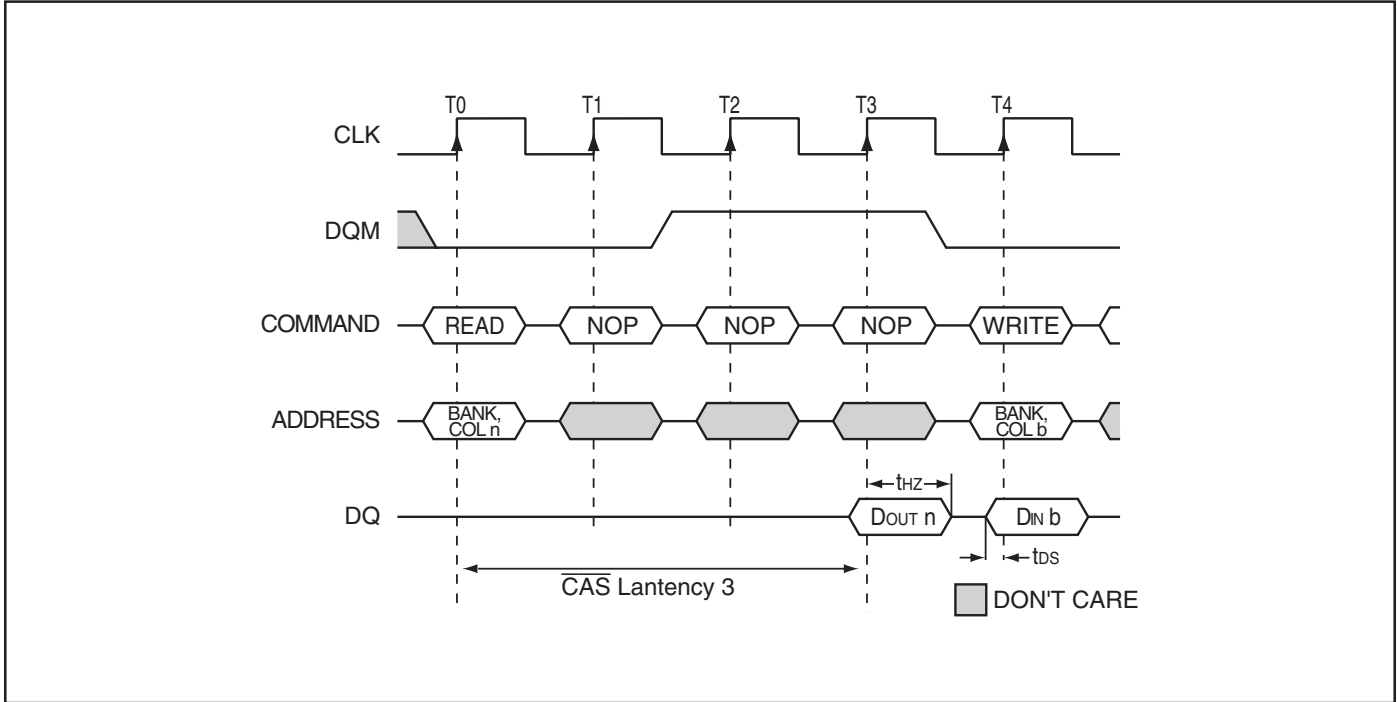 T0 T1 T2 T3 T4
CLK
DQM
COMMAND READ NOP NOP NOP WRITE
ADDRESS BANK, COL n BANK, COL b
tHZ
DQ DOUT n DIN b
tDS
CAS Lantency 3
DON'T CARE